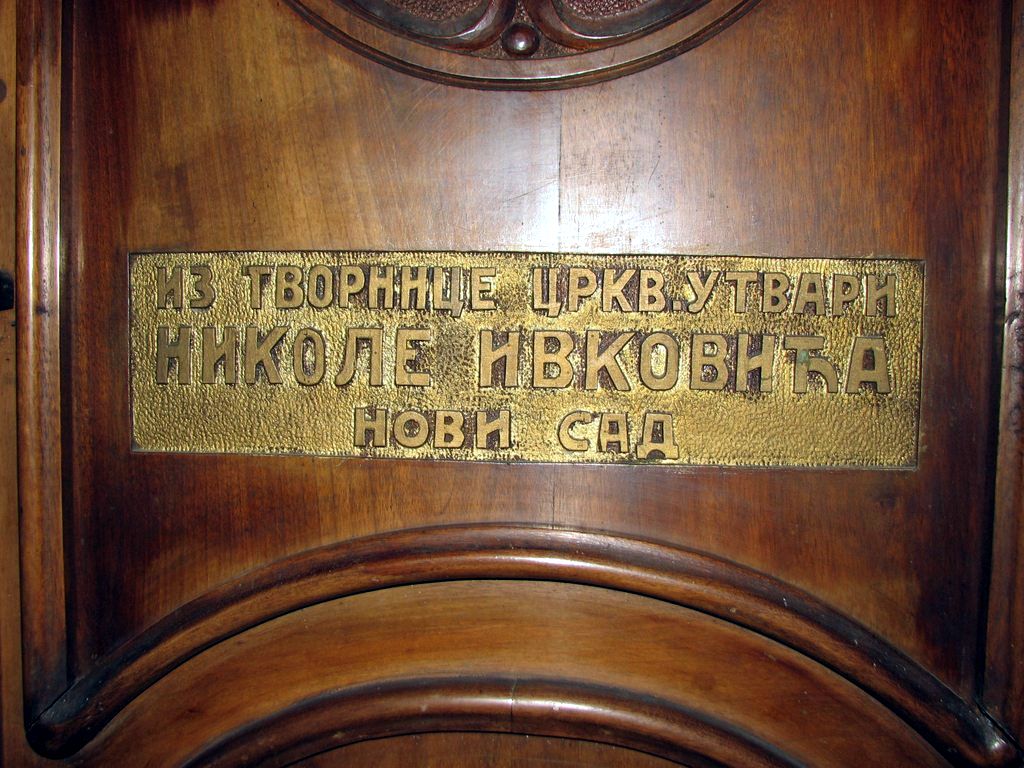 ИЗ ТВОРНИЦЕ ЦРКВ. УТВАРИ
НИКОЛЕ ИВКОВИЋА
НОВИ САД